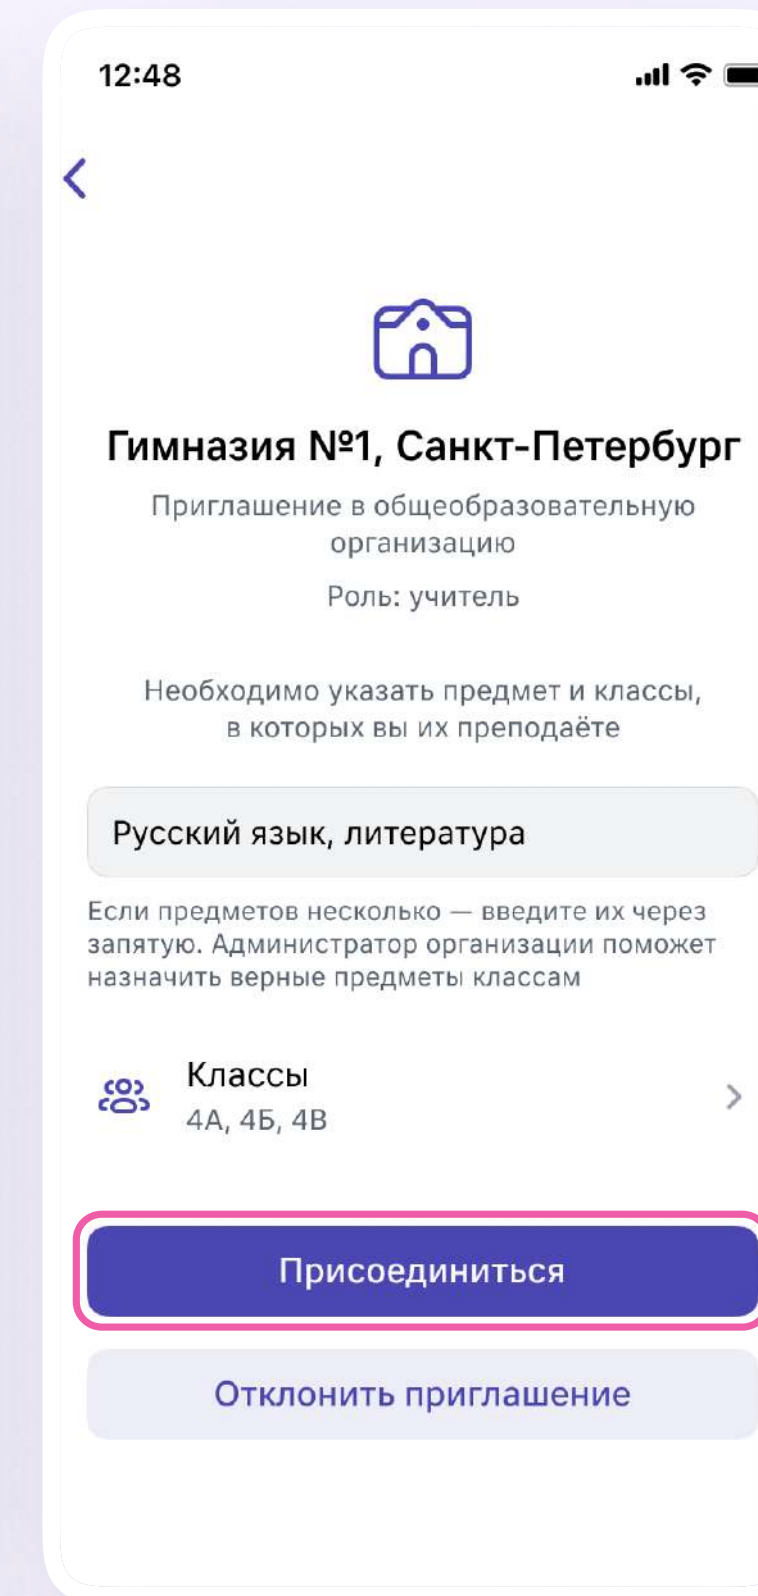 12:48
Гимназия №1, Санкт-Петербург
Приглашение в общеобразовательную
организацию
Роль: учитель
Необходимо указать предмет и классы,
в которых вы их преподаёте
Русский язык, литература
Если предметов несколько — введите их через
запятую. Администратор организации поможет
назначить верные предметы классам
Классы
4А, 4Б, 4В
Присоединиться
Отклонить приглашение